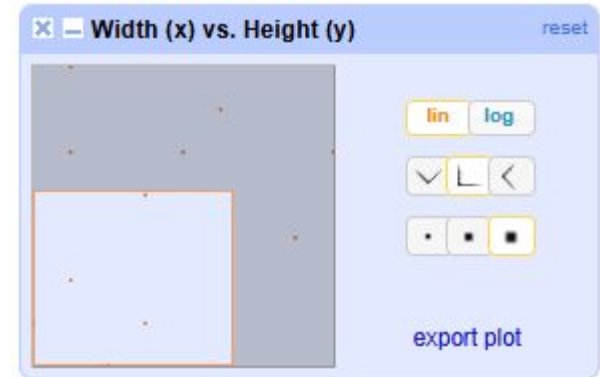 Width (x) vs. Height (y)
reset
lin log
export plot